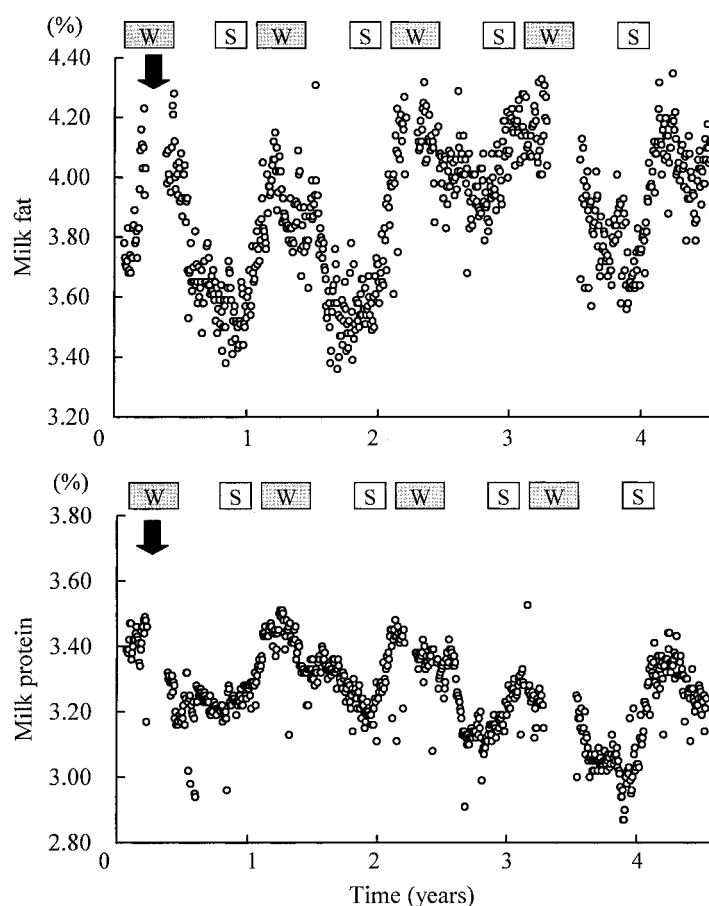 (%)
W S W S W S W S
4.40
4.20
4.00
3.80
3.60
3.40
3.20
Milk fat
0 1 2 3 4
(%)
W S W S W S W S
3.80
3.60
3.40
3.20
3.00
2.80
Milk protein
0 1 2 3 4
Time (years)